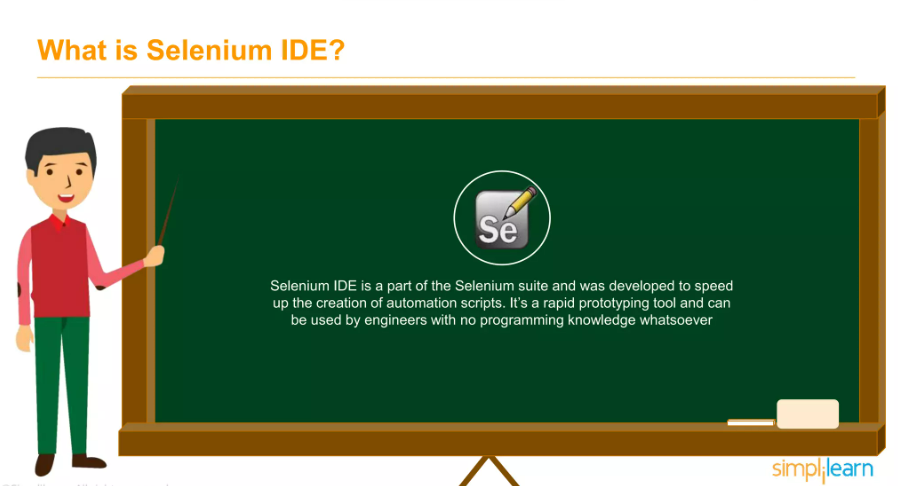 What is Selenium IDE?
Se
Selenium IDE is a part of the Selenium suite and was developed to speed
up the creation of automation scripts. It's a rapid prototyping tool and can
be used by engineers with no programming knowledge whatsoever
simplilearn